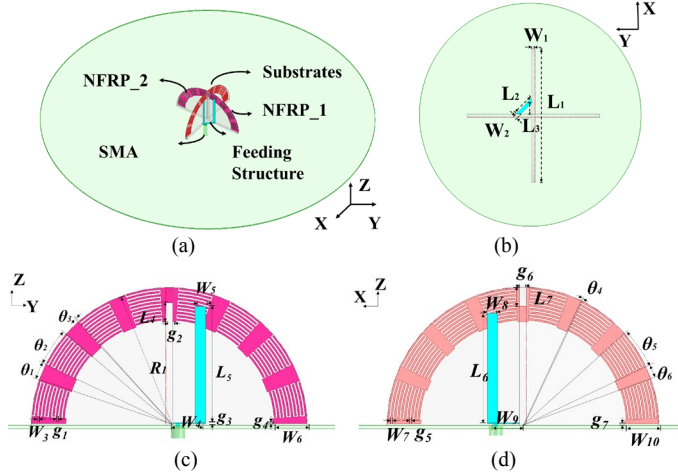 NFRP_2
Substrates
NFRP_1
SMA
Feeding
Structure
Z
X
Y
(a)
X
Y
W1
L2
L1
W2
L3
(b)
Z
Y
θ3
θ2
θ1
L4
W5
g2
R1
L5
W3
g1
W4
g3
g4
W6
(c)
Z
X
g6
L7
θ4
W8
θ5
θ6
L6
W7
g5
W9
g7
W10
(d)